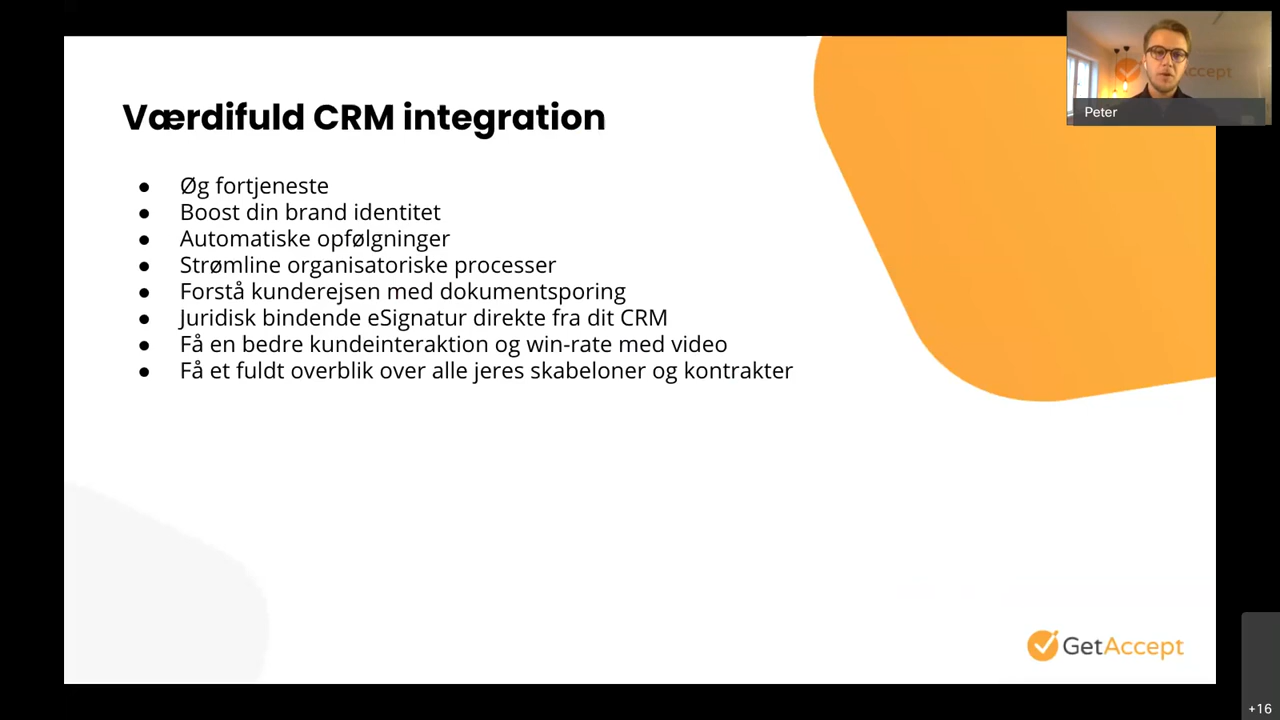 Værdifuld CRM integration
● Øg fortjeneste
● Boost din brand identitet
● Automatiske opfølgninger
● Strømline organisatoriske processer
● Forstå kunderejsen med dokumentsporing
● Juridisk bindende eSignatur direkte fra dit CRM
● Få en bedre kundeinteraktion og win-rate med video
● Få et fuldt overblik over alle jeres skabeloner og kontrakter
ccept
Peter
GetAccept
+16